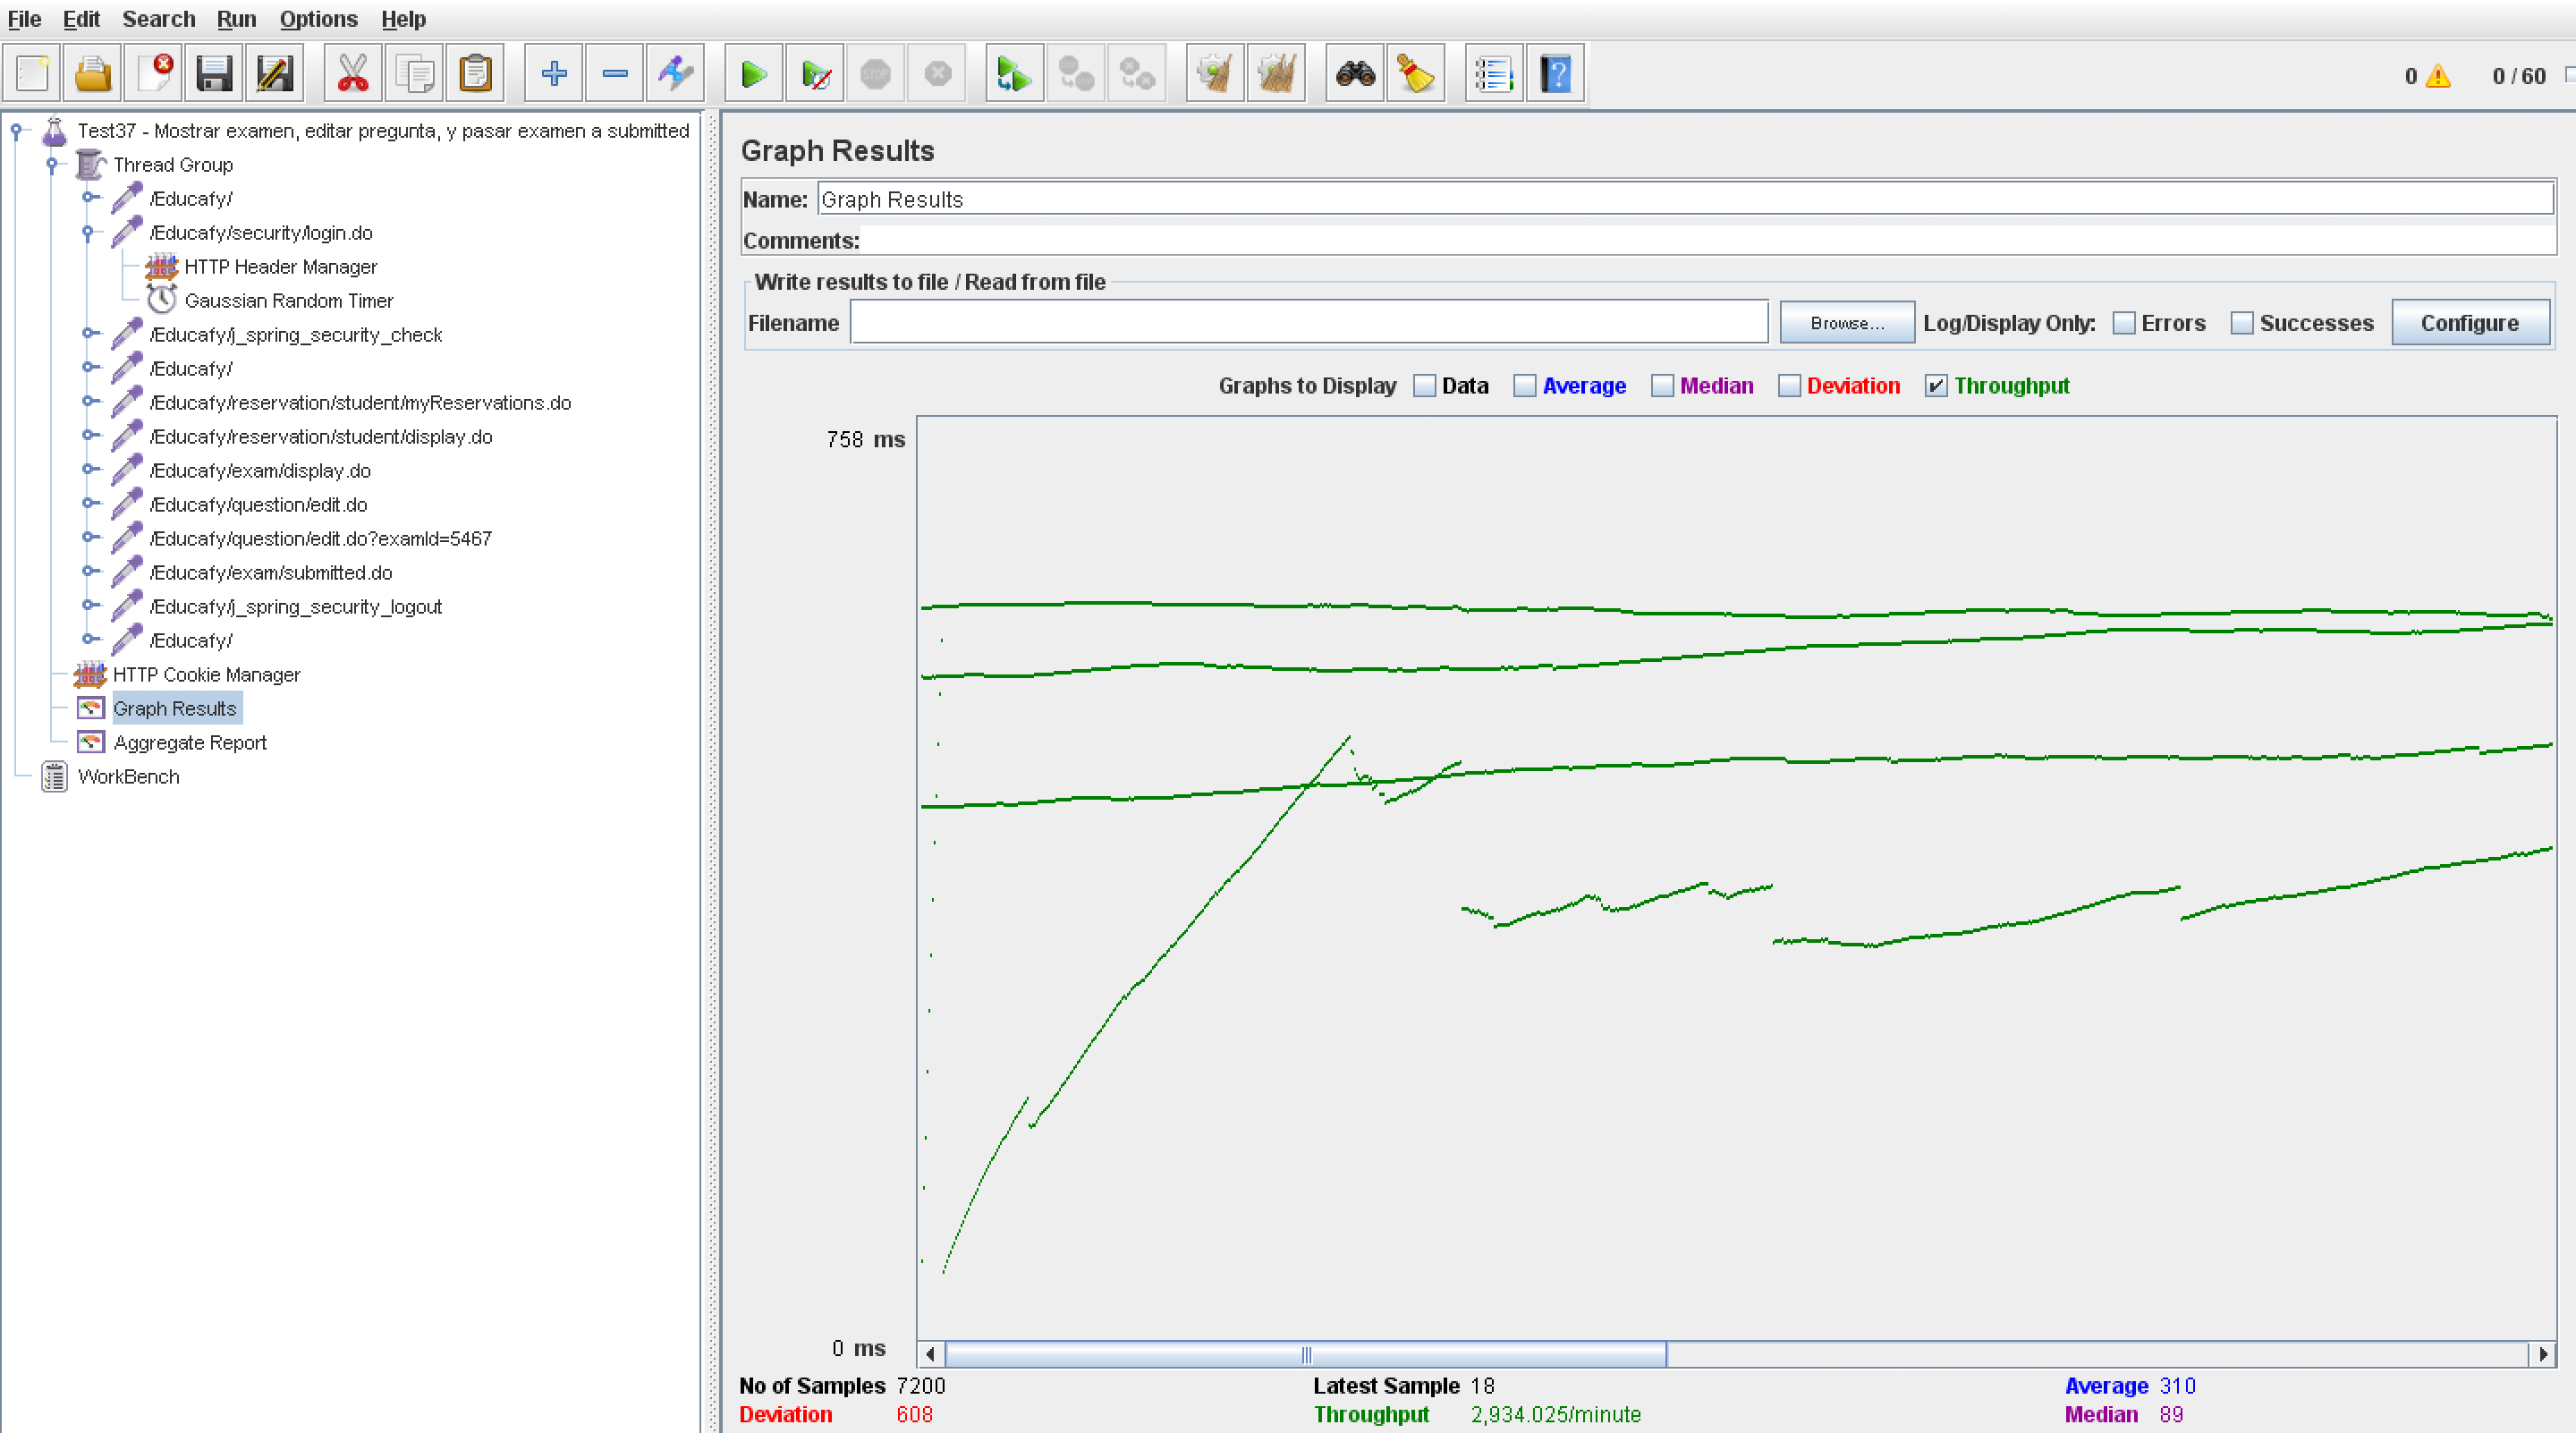 File Edit Search Run Options Help
STOP
0 0 / 60
Test37 - Mostrar examen, editar pregunta, y pasar examen a submitted
Thread Group
/Educafy/
/Educafy/security/login.do
HTTP Header Manager
Gaussian Random Timer
/Educafy/j_spring_security_check
/Educafy/
/Educafy/reservation/student/myReservations.do
/Educafy/reservation/student/display.do
/Educafy/exam/display.do
/Educafy/question/edit.do
/Educafy/question/edit.do?examId=5467
/Educafy/exam/submitted.do
/Educafy/j_spring_security_logout
/Educafy/
HTTP Cookie Manager
Graph Results
Aggregate Report
WorkBench
Graph Results
Name: Graph Results
Comments:
Write results to file / Read from file
Filename Browse... Log/Display Only: Errors Successes Configure
Graphs to Display Data Average Median Deviation Throughput
758 ms
0 ms
No of Samples 7200 Latest Sample 18 Average 310
Deviation 608 Throughput 2,934.025/minute Median 89